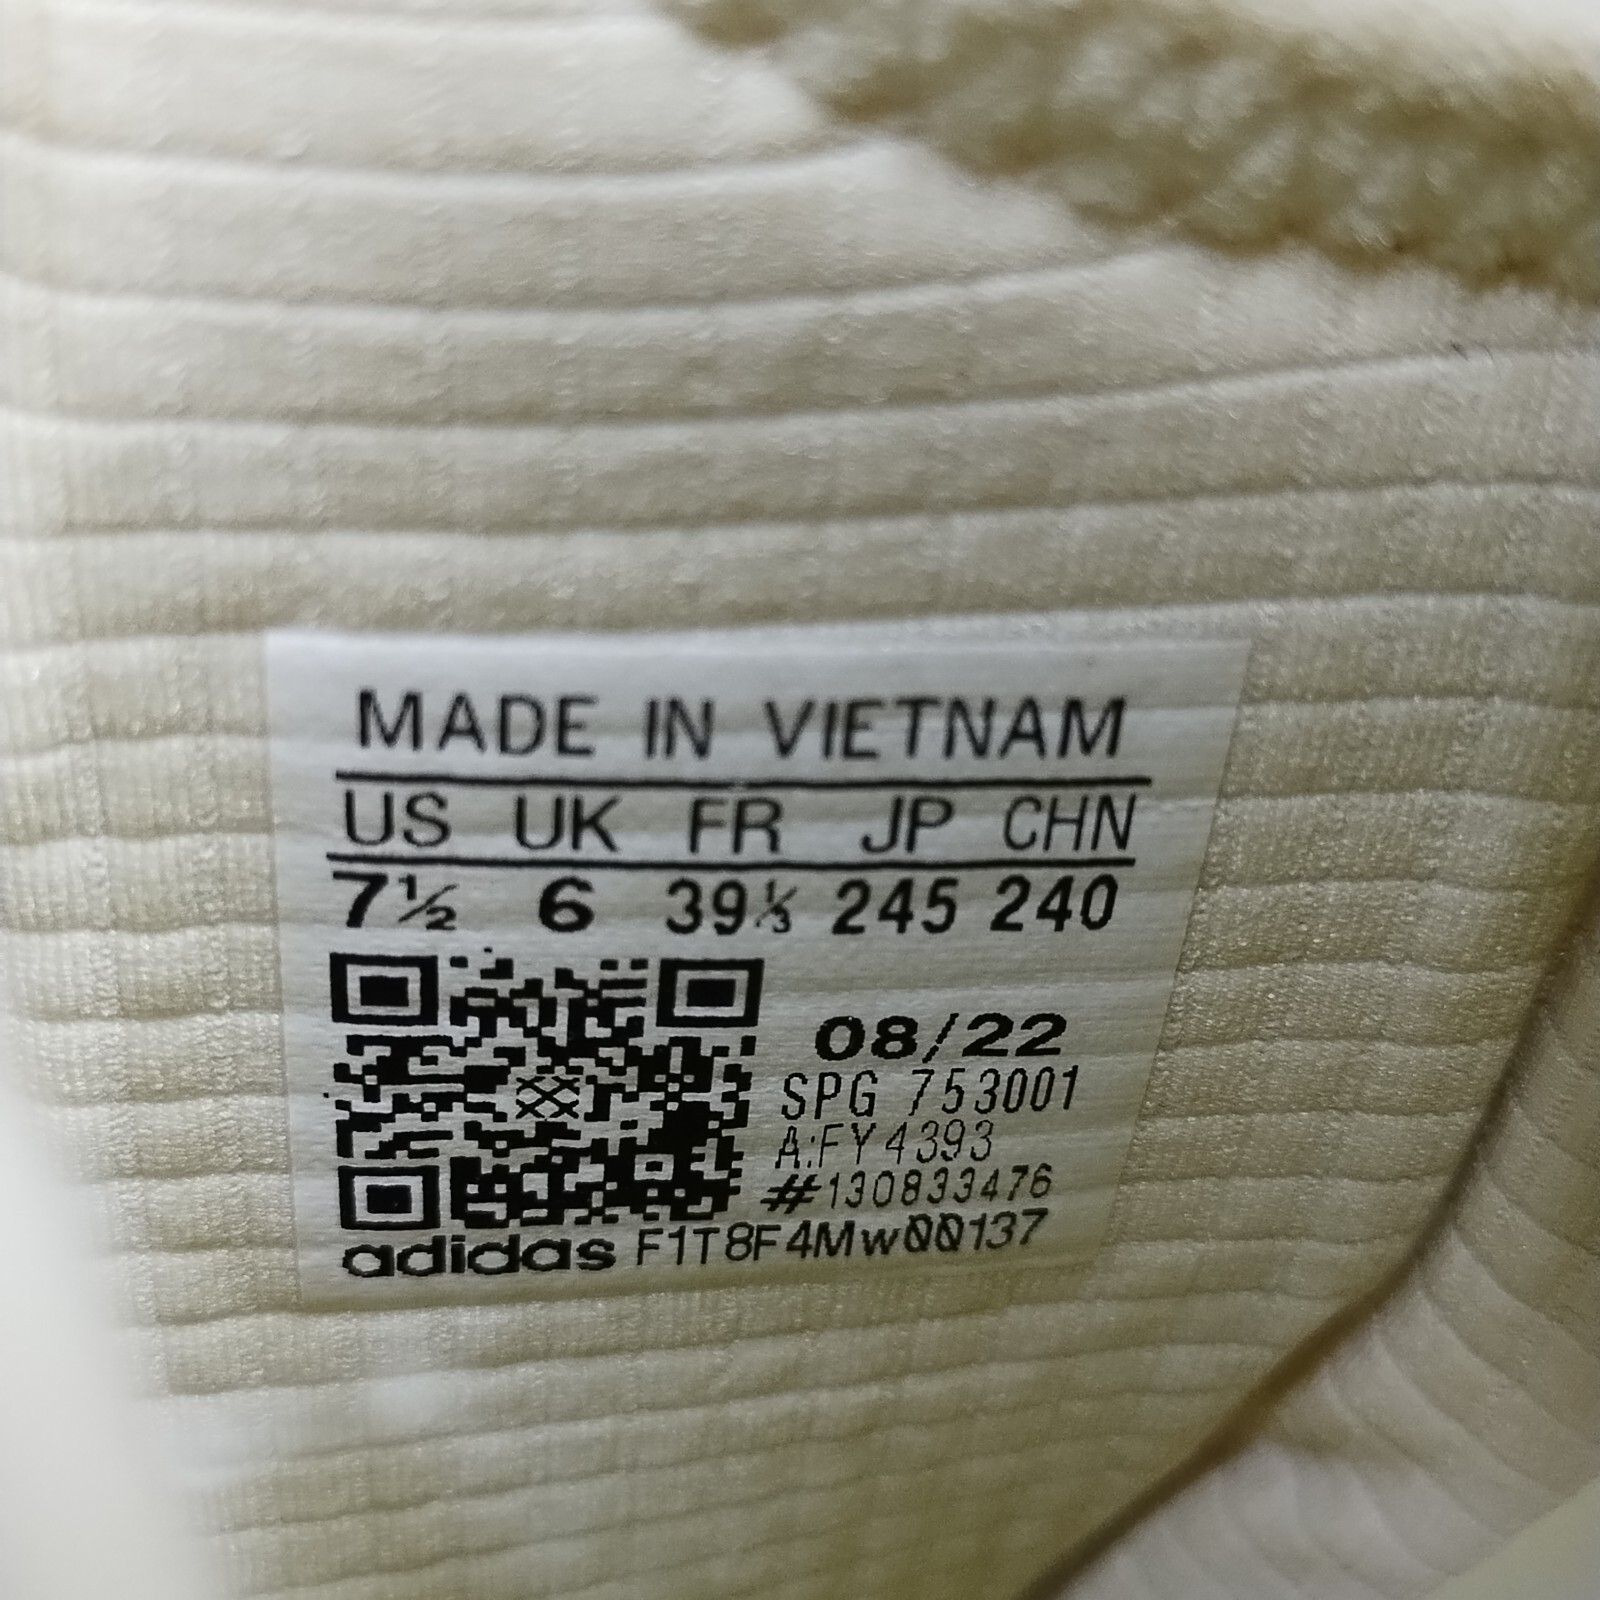 MADE IN VIETNAM
US UK FR JP CHN
7½ 6 39⅓ 245 240
08/22
SPG 753001
A:FY4393
#130833476
adidas F1T8F4Mw00137